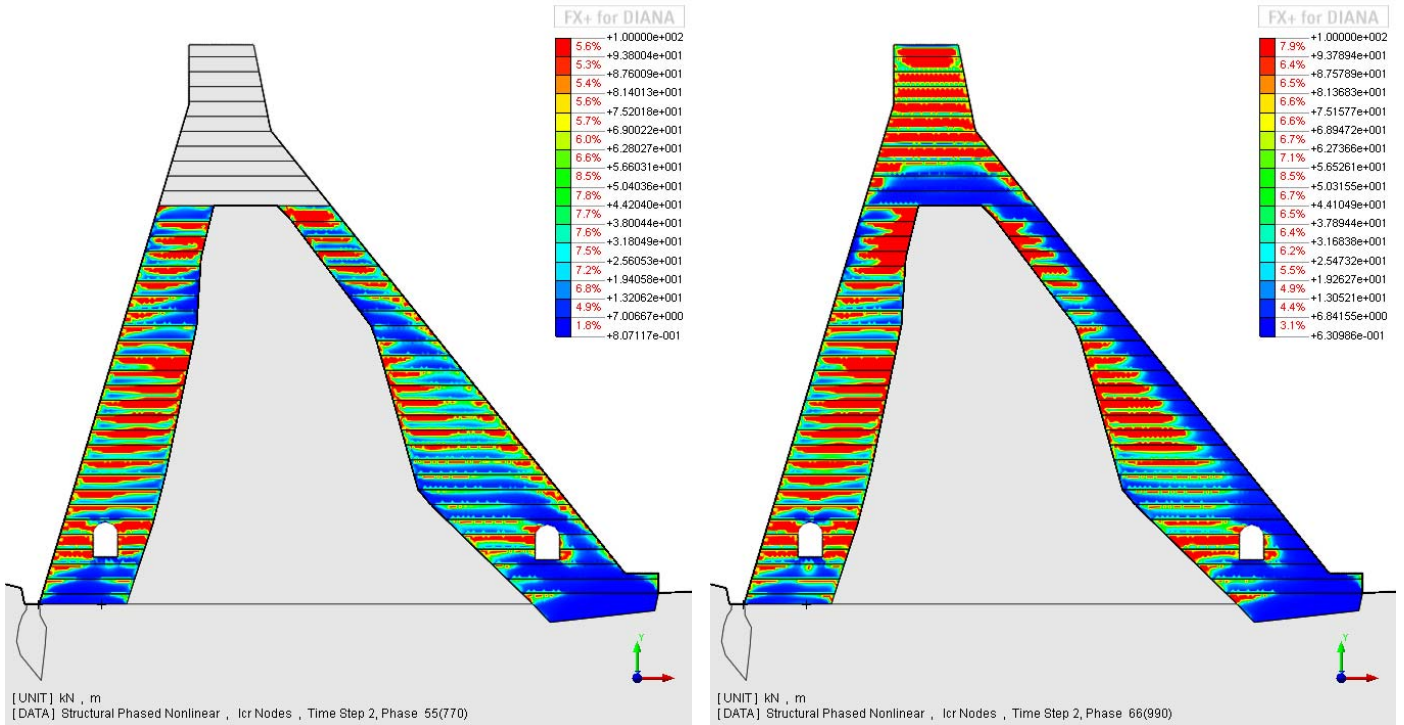 FX+ for DIANA
+1.00000e+002
5.6%
+9.38004e+001
5.3%
+8.76009e+001
5.4%
+8.14013e+001
5.6%
+7.52018e+001
5.7%
+6.90022e+001
6.0%
+6.28027e+001
6.6%
+5.66031e+001
8.5%
+5.04036e+001
7.8%
+4.42040e+001
7.7%
+3.80044e+001
7.6%
+3.18049e+001
7.5%
+2.56053e+001
7.2%
+1.94058e+001
6.8%
+1.32062e+001
4.9%
+7.00667e+000
1.8%
+8.07117e-001
Y
[UNIT] kN , m
[DATA] Structural Phased Nonlinear , Icr Nodes , Time Step 2, Phase 55(770)
FX+ for DIANA
+1.00000e+002
7.9%
+9.37894e+001
6.4%
+8.75789e+001
6.5%
+8.13683e+001
6.6%
+7.51577e+001
6.6%
+6.89472e+001
6.7%
+6.27366e+001
7.1%
+5.65261e+001
8.5%
+5.03155e+001
6.7%
+4.41049e+001
6.5%
+3.78944e+001
6.4%
+3.16838e+001
6.2%
+2.54732e+001
5.5%
+1.92627e+001
4.9%
+1.30521e+001
4.4%
+6.84155e+000
3.1%
+6.30986e-001
Y
[UNIT] kN , m
[DATA] Structural Phased Nonlinear , Icr Nodes , Time Step 2, Phase 66(990)